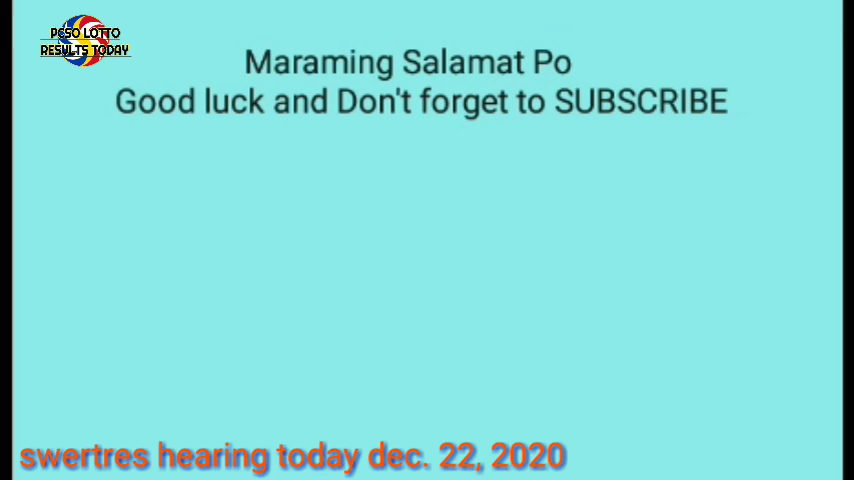 PCSO LOTTO
RESULTS TODAY
Maraming Salamat Po
Good luck and Don't forget to SUBSCRIBE
swertres hearing today dec. 22, 2020